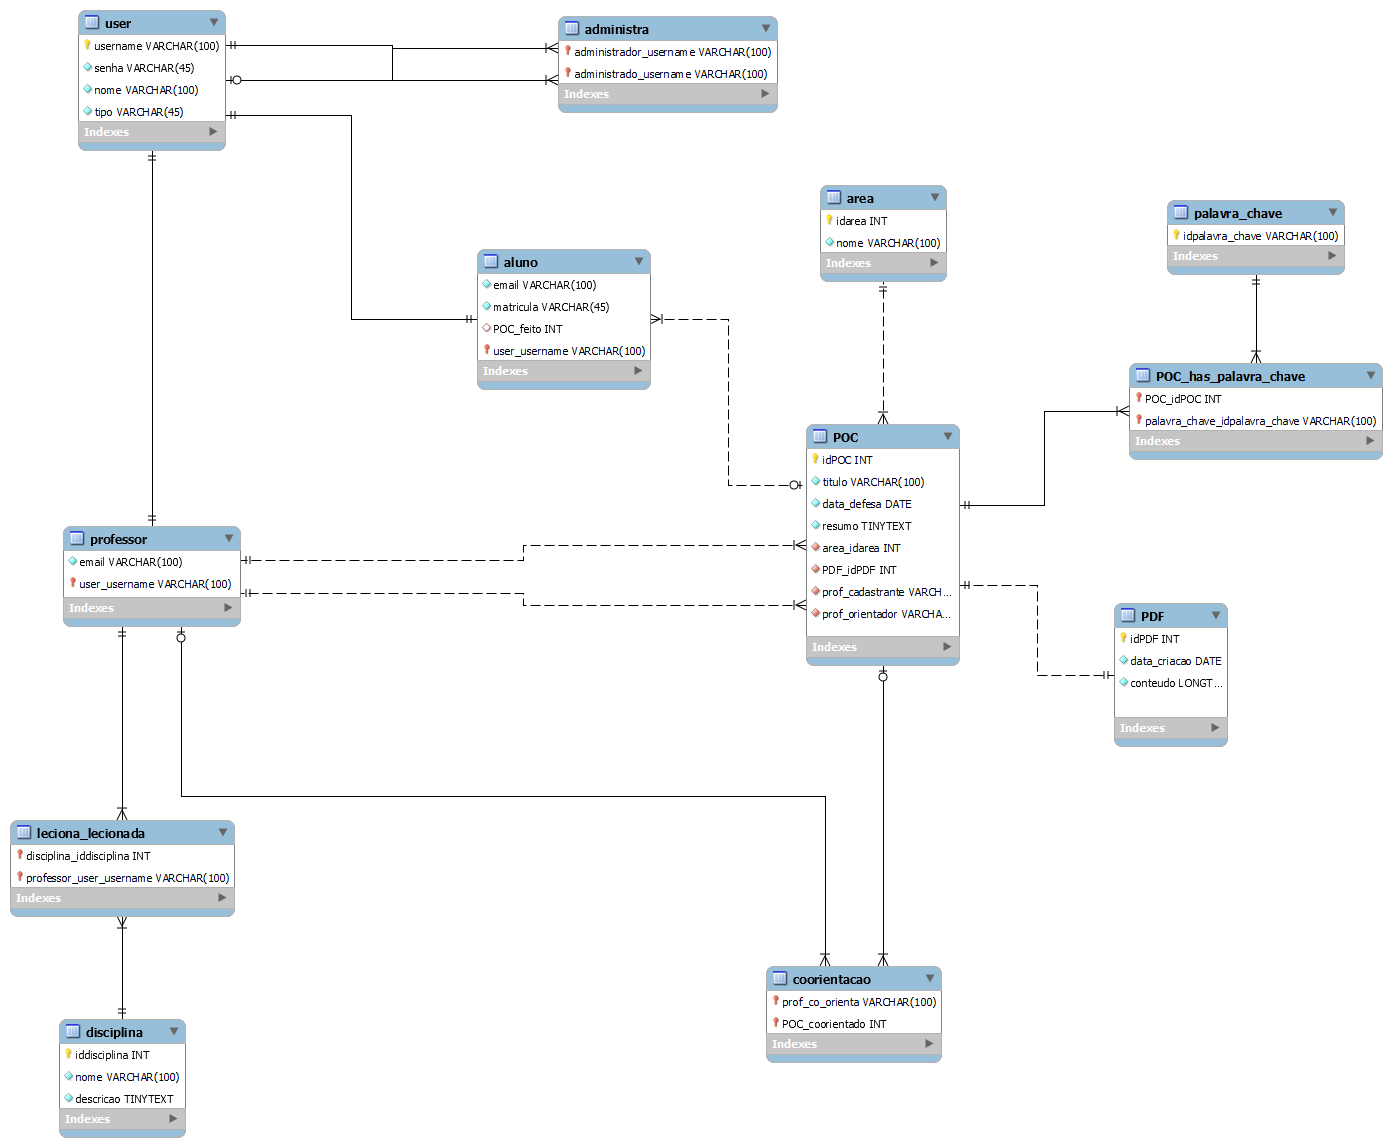 user
username VARCHAR(100)
senha VARCHAR(45)
nome VARCHAR(100)
tipo VARCHAR(45)
Indexes
administra
administrador_username VARCHAR(100)
administrado_username VARCHAR(100)
Indexes
area
idarea INT
nome VARCHAR(100)
Indexes
palavra_chave
idpalavra_chave VARCHAR(100)
Indexes
aluno
email VARCHAR(100)
matricula VARCHAR(45)
POC_feito INT
user_username VARCHAR(100)
Indexes
POC_has_palavra_chave
POC_idPOC INT
palavra_chave_idpalavra_chave VARCHAR(100)
Indexes
POC
idPOC INT
titulo VARCHAR(100)
data_defesa DATE
resumo TINYTEXT
area_idarea INT
PDF_idPDF INT
prof_cadastrante VARCH...
prof_orientador VARCHA...
Indexes
professor
email VARCHAR(100)
user_username VARCHAR(100)
Indexes
PDF
idPDF INT
data_criacao DATE
conteudo LONGT...
Indexes
leciona_lecionada
disciplina_iddisciplina INT
professor_user_username VARCHAR(100)
Indexes
coorientacao
prof_co_orienta VARCHAR(100)
POC_coorientado INT
Indexes
disciplina
iddisciplina INT
nome VARCHAR(100)
descricao TINYTEXT
Indexes